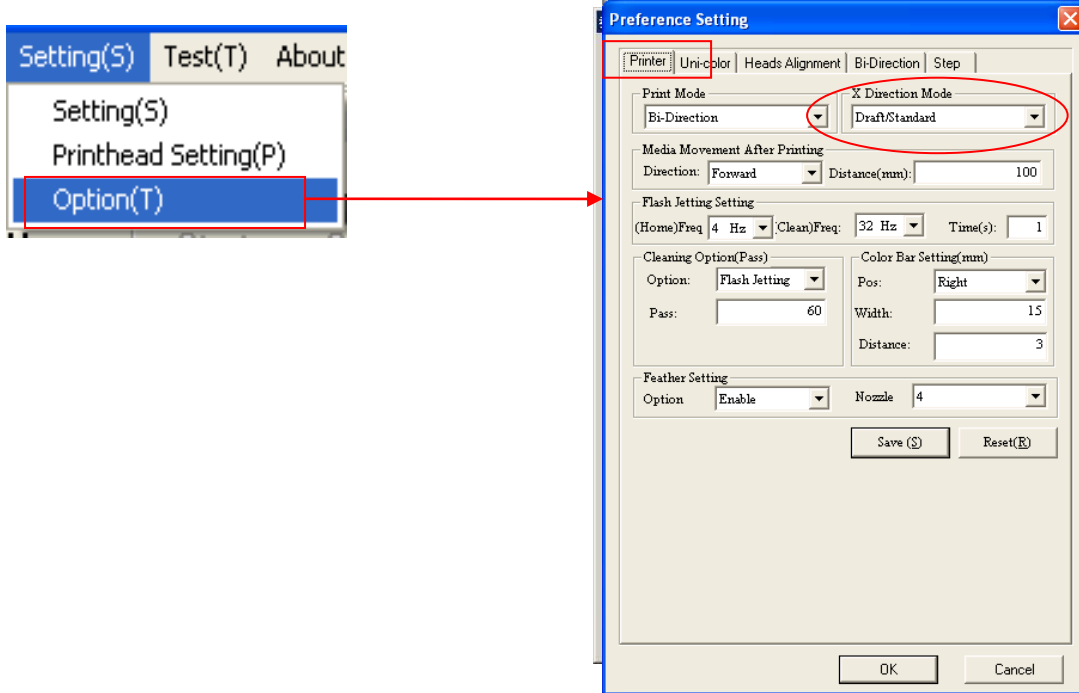 Setting(S) Test(T) About
Setting(S)
Printhead Setting(P)
Option(T)
Preference Setting
Printer Uni-color Heads Alignment Bi-Direction Step
Print Mode X Direction Mode
Bi-Direction Draft/Standard
Media Movement After Printing
Direction: Forward Distance(mm): 100
Flash Jetting Setting
(Home)Freq 4 Hz (Clean)Freq: 32 Hz Time(s): 1
Cleaning Option(Pass) Color Bar Setting(mm)
Option: Flash Jetting Pos: Right
Pass: 60 Width: 15
Distance: 3
Feather Setting
Option Enable Nozzle 4
Save (S) Reset(R)
OK Cancel